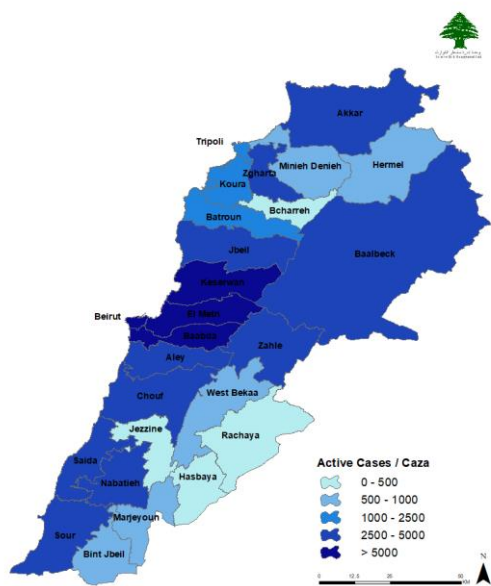 Akkar
Tripoli
Minieh Denieh
Hermel
Zgharta
Koura
Bcharreh
Batroun
Baalbeck
Jbeil
Keserwan
El Metn
Beirut
Baabda
Zahle
Aley
West Bekaa
Chouf
Jezzine
Rachaya
Saida
Hasbaya
Nabatieh
Marjeyoun
Sour
Bint Jbeil
Active Cases / Caza
0 - 500
500 - 1000
1000 - 2500
2500 - 5000
> 5000
N
0 12.5 25 50
KM